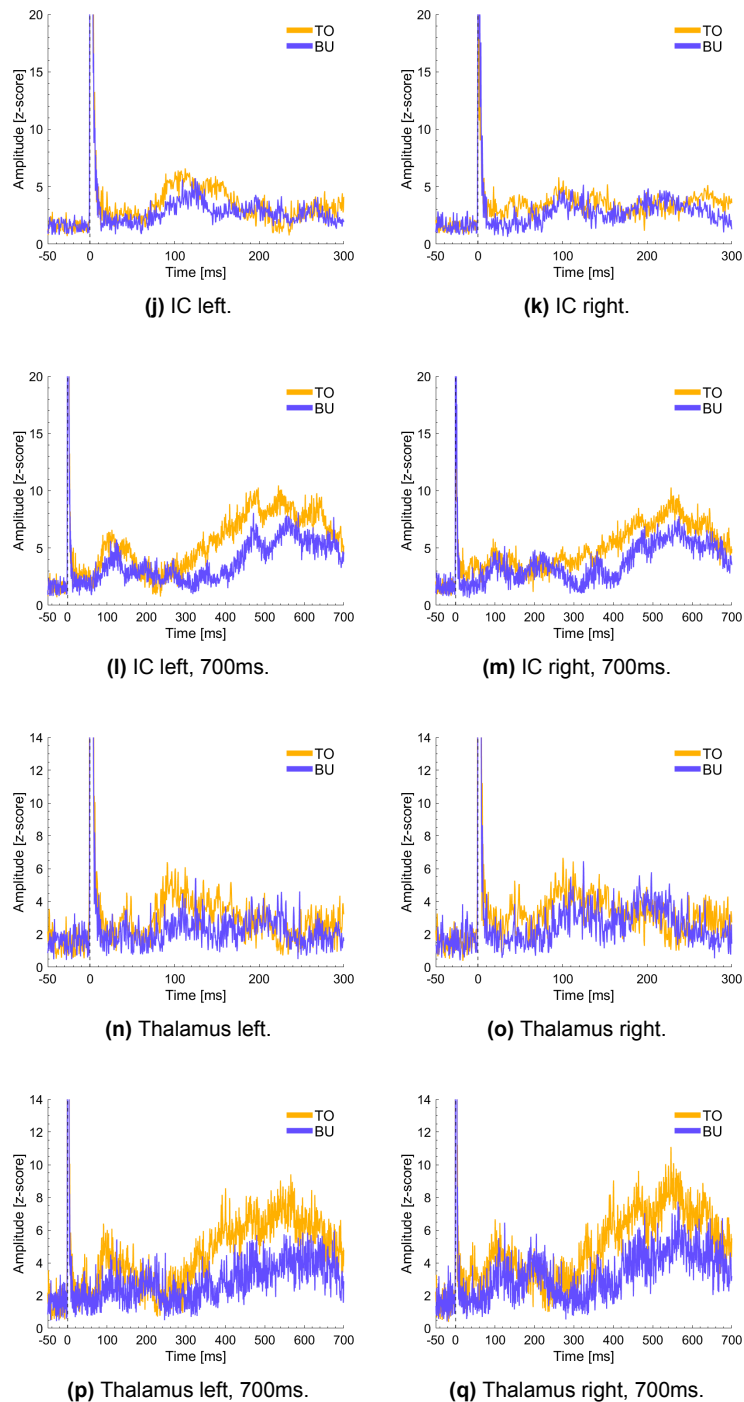 20
15
10
5
0
Amplitude [z-score]
TO
BU
-50 0 100 200 300
Time [ms]
(j) IC left.
20
15
10
5
0
Amplitude [z-score]
TO
BU
-50 0 100 200 300
Time [ms]
(k) IC right.
20
15
10
5
0
Amplitude [z-score]
TO
BU
-50 0 100 200 300 400 500 600 700
Time [ms]
(l) IC left, 700ms.
20
15
10
5
0
Amplitude [z-score]
TO
BU
-50 0 100 200 300 400 500 600 700
Time [ms]
(m) IC right, 700ms.
14
12
10
8
6
4
2
0
Amplitude [z-score]
TO
BU
-50 0 100 200 300
Time [ms]
(n) Thalamus left.
14
12
10
8
6
4
2
0
Amplitude [z-score]
TO
BU
-50 0 100 200 300
Time [ms]
(o) Thalamus right.
14
12
10
8
6
4
2
0
Amplitude [z-score]
TO
BU
-50 0 100 200 300 400 500 600 700
Time [ms]
(p) Thalamus left, 700ms.
14
12
10
8
6
4
2
0
Amplitude [z-score]
TO
BU
-50 0 100 200 300 400 500 600 700
Time [ms]
(q) Thalamus right, 700ms.